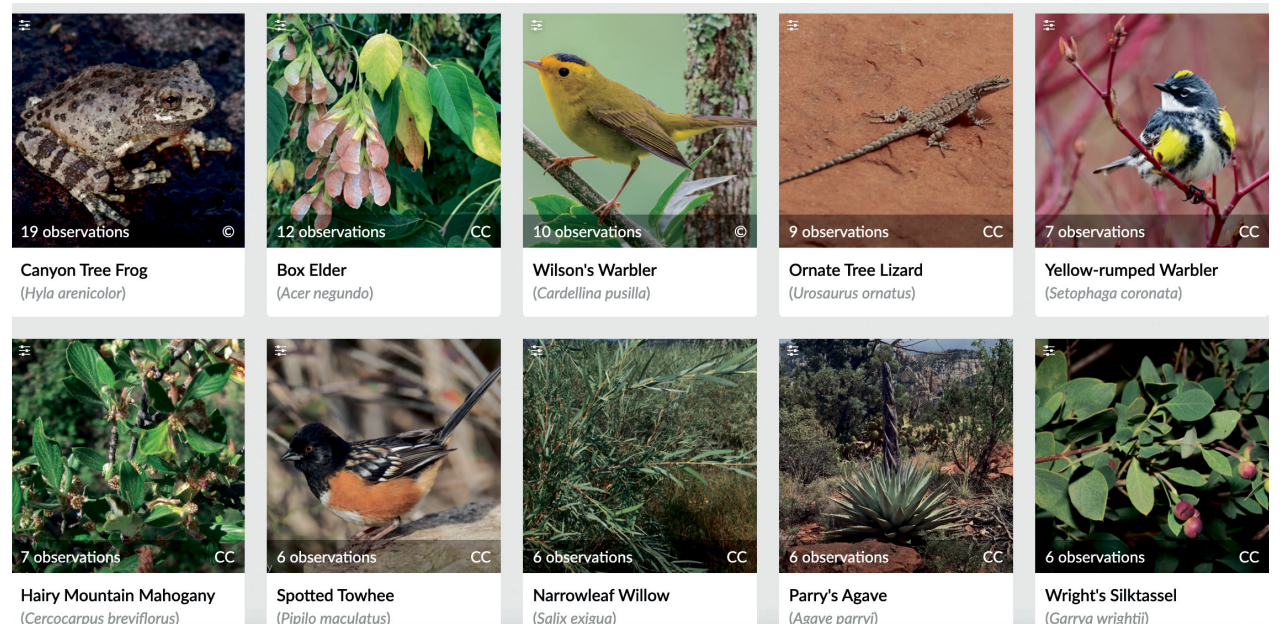 19 observations ©
12 observations CC
10 observations ©
9 observations CC
7 observations CC
Canyon Tree Frog
(Hyla arenicolor)
Box Elder
(Acer negundo)
Wilson's Warbler
(Cardellina pusilla)
Ornate Tree Lizard
(Urosaurus ornatus)
Yellow-rumped Warbler
(Setophaga coronata)
7 observations CC
6 observations CC
6 observations CC
6 observations CC
6 observations CC
Hairy Mountain Mahogany
(Cercocarpus breviflorus)
Spotted Towhee
(Pipilo maculatus)
Narrowleaf Willow
(Salix exigua)
Parry's Agave
(Agave parryi)
Wright's Silktassel
(Garrya wrightii)